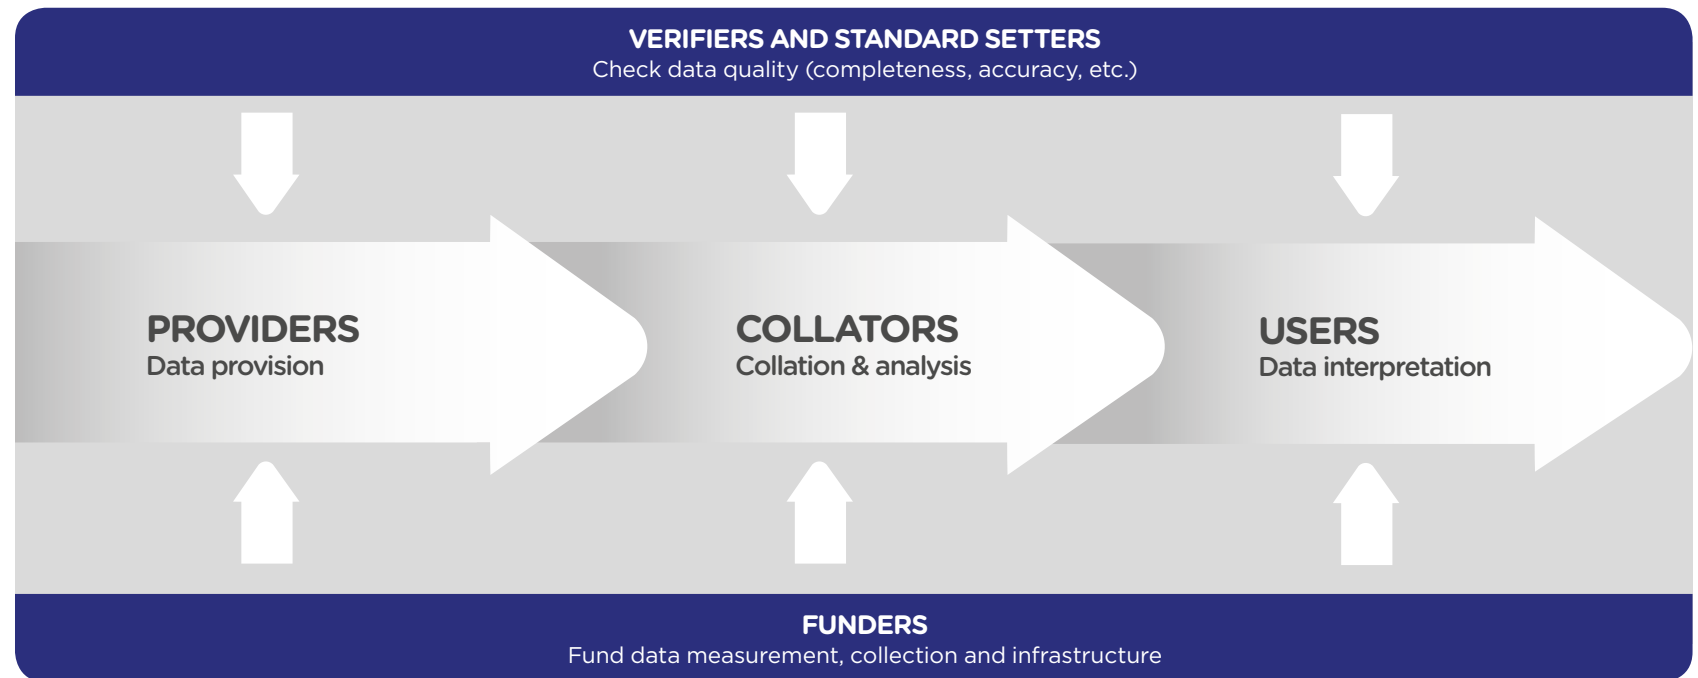 VERIFIERS AND STANDARD SETTERS
Check data quality (completeness, accuracy, etc.)
PROVIDERS
Data provision
COLLATORS
Collation & analysis
USERS
Data interpretation
FUNDERS
Fund data measurement, collection and infrastructure